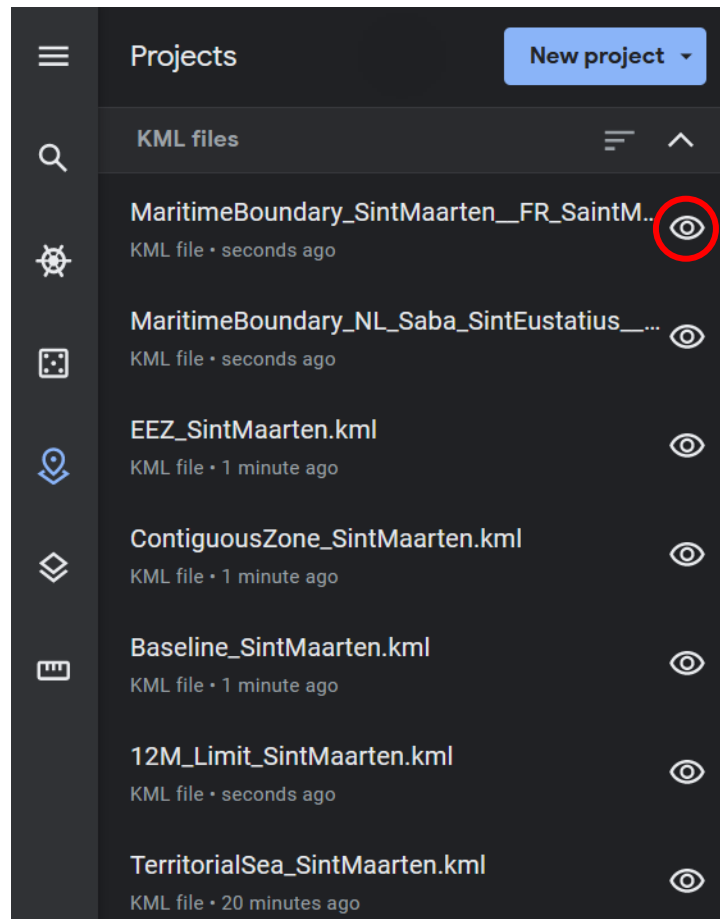 Projects
New project
KML files
MaritimeBoundary_SintMaarten__FR_SaintM...
KML file • seconds ago
MaritimeBoundary_NL_Saba_SintEustatius__...
KML file • seconds ago
EEZ_SintMaarten.kml
KML file • 1 minute ago
ContiguousZone_SintMaarten.kml
KML file • 1 minute ago
Baseline_SintMaarten.kml
KML file • 1 minute ago
12M_Limit_SintMaarten.kml
KML file • seconds ago
TerritorialSea_SintMaarten.kml
KML file • 20 minutes ago